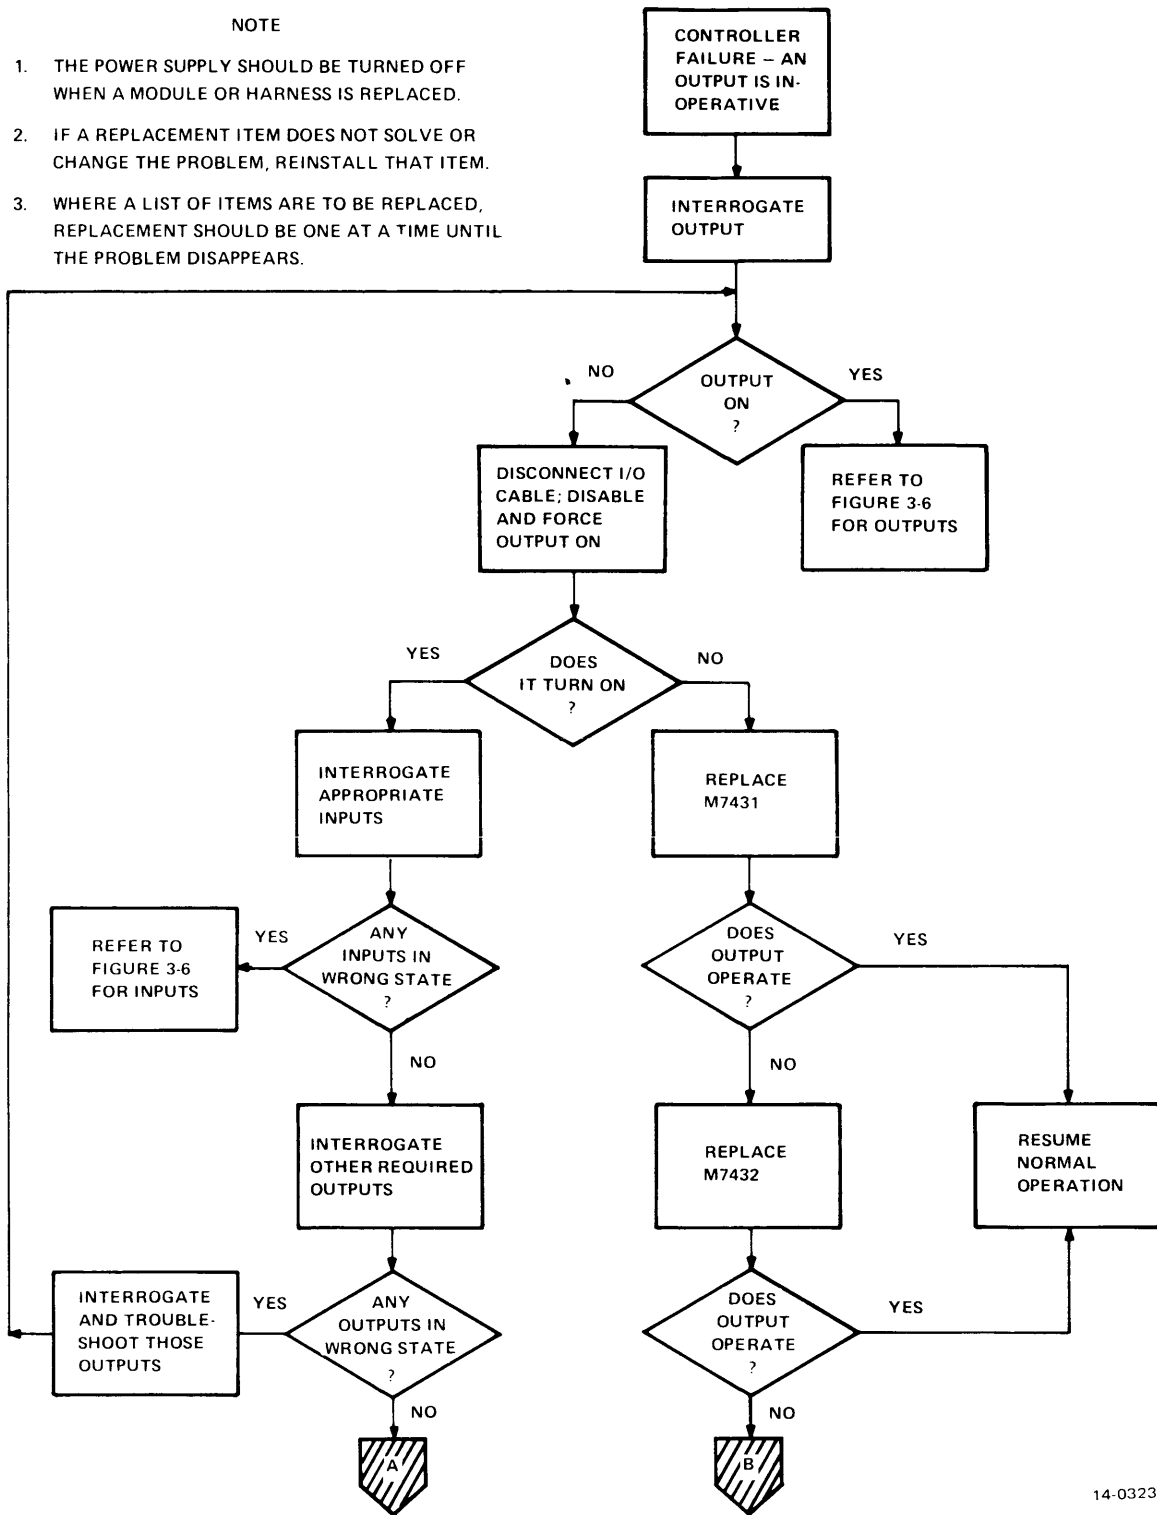 NOTE
1. THE POWER SUPPLY SHOULD BE TURNED OFF
WHEN A MODULE OR HARNESS IS REPLACED.
2. IF A REPLACEMENT ITEM DOES NOT SOLVE OR
CHANGE THE PROBLEM, REINSTALL THAT ITEM.
3. WHERE A LIST OF ITEMS ARE TO BE REPLACED,
REPLACEMENT SHOULD BE ONE AT A TIME UNTIL
THE PROBLEM DISAPPEARS.
CONTROLLER
FAILURE – AN
OUTPUT IS IN-
OPERATIVE
INTERROGATE
OUTPUT
NO
OUTPUT
ON
?
YES
DISCONNECT I/O
CABLE; DISABLE
AND FORCE
OUTPUT ON
REFER TO
FIGURE 3-6
FOR OUTPUTS
YES
DOES
IT TURN ON
?
NO
INTERROGATE
APPROPRIATE
INPUTS
REPLACE
M7431
REFER TO
FIGURE 3-6
FOR INPUTS
YES
ANY
INPUTS IN
WRONG STATE
?
DOES
OUTPUT
OPERATE
?
YES
NO
NO
INTERROGATE
OTHER REQUIRED
OUTPUTS
REPLACE
M7432
RESUME
NORMAL
OPERATION
INTERROGATE
AND TROUBLE-
SHOOT THOSE
OUTPUTS
YES
ANY
OUTPUTS IN
WRONG STATE
?
DOES
OUTPUT
OPERATE
?
YES
NO
NO
A
B
14-0323